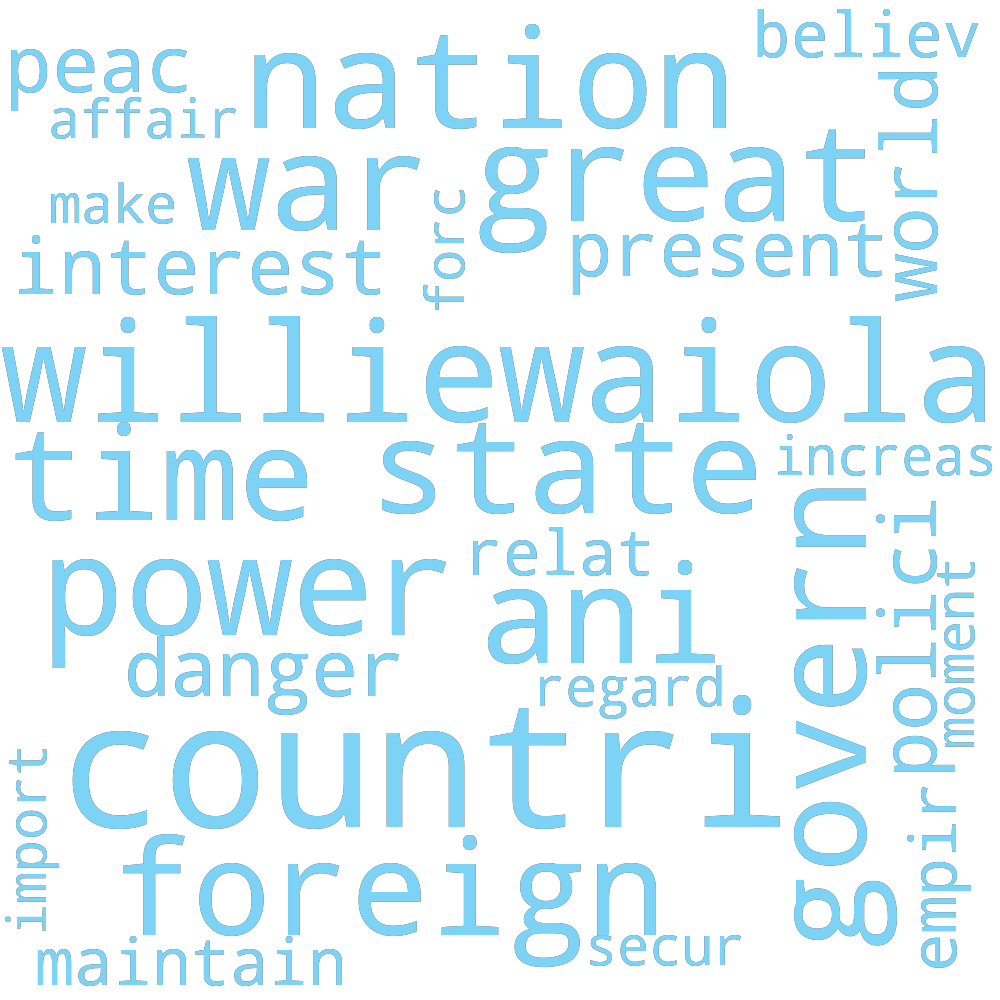 believ
peac
nation
affair
world
war
great
make
forc
interest
present
williewaiola
time
state
increas
govern
polici
power
relat
ani
moment
danger
regard
countri
import
foreign
empir
maintain
secur